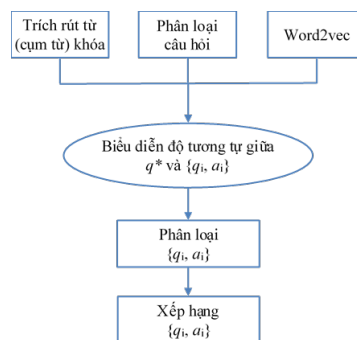 Trích rút từ
(cụm từ) khóa
Phân loại
câu hỏi
Word2vec
Biểu diễn độ tương tự giữa
q* và {qi, ai}
Phân loại
{qi, ai}
Xếp hạng
{qi, ai}